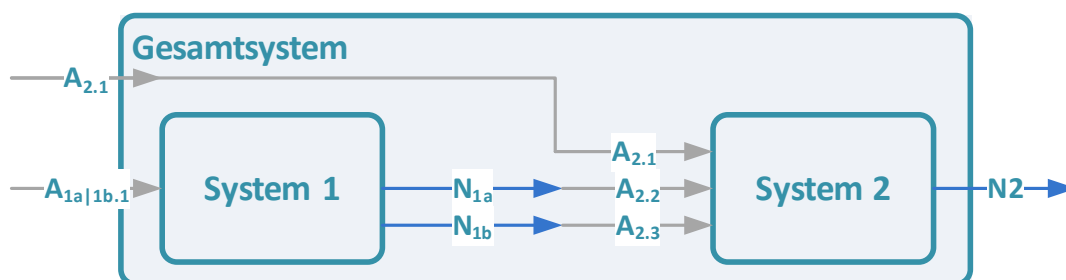 Gesamtsystem
A2.1
A2.1
A1a|1b.1 System 1 N1a A2.2 System 2 N2
N1b A2.3